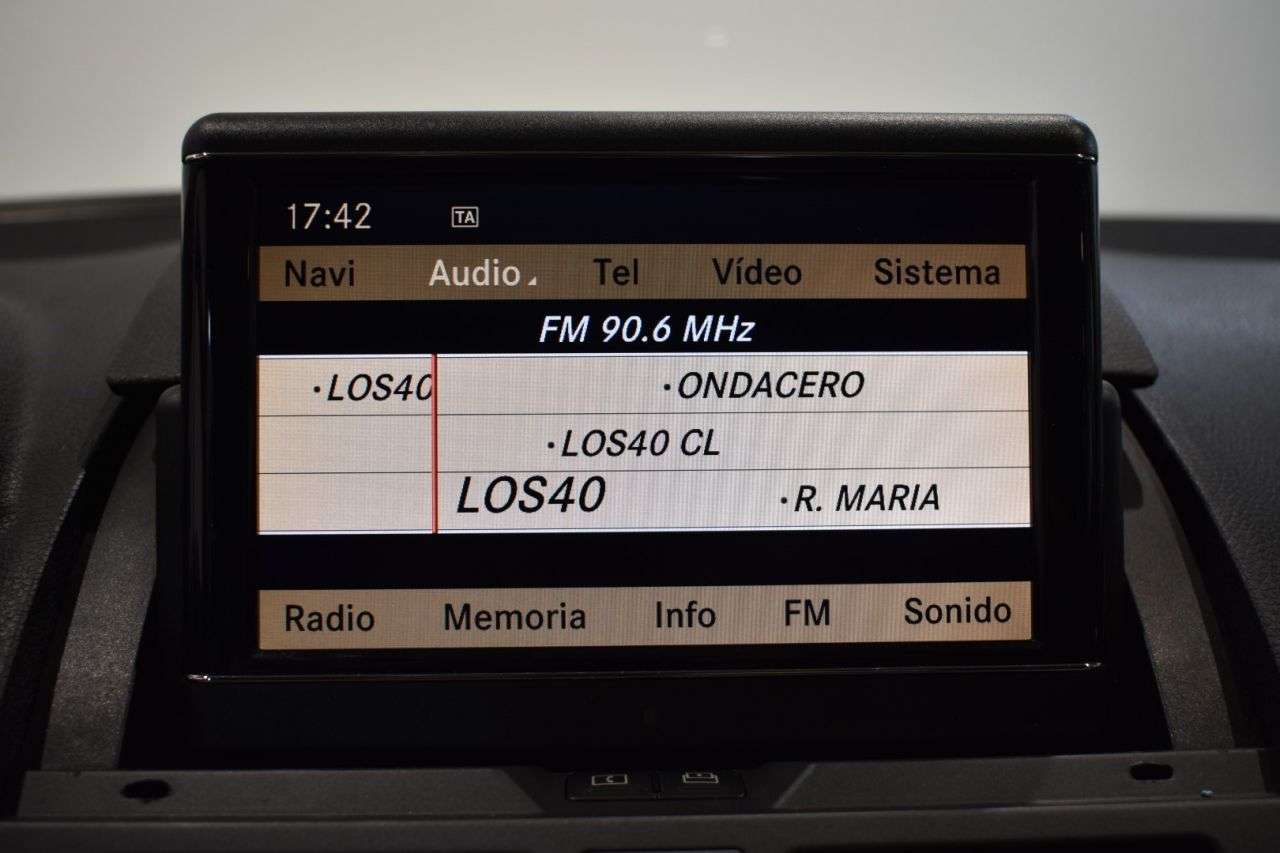 17:42 TA
Navi Audio Tel Vídeo Sistema
FM 90.6 MHz
·LOS40 ·ONDACERO
·LOS40 CL
LOS40 ·R. MARIA
Radio Memoria Info FM Sonido